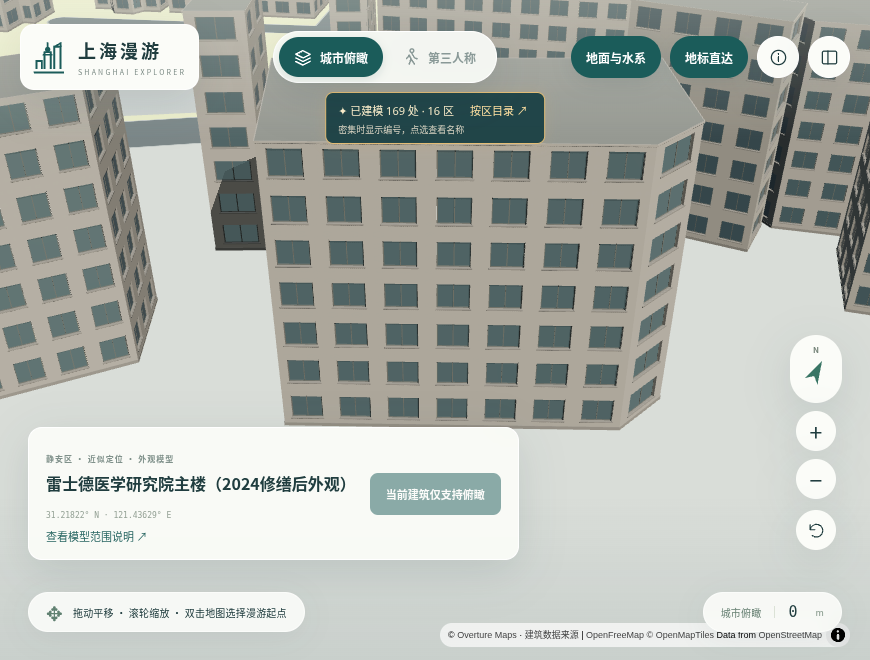 上海漫游
SHANGHAI EXPLORER
城市俯瞰
第三人称
地面与水系
地标直达
✦ 已建模 169 处 · 16 区 按区目录 ↗
密集时显示编号，点选查看名称
N
静安区 · 近似定位 · 外观模型
雷士德医学研究院主楼（2024修缮后外观）
当前建筑仅支持俯瞰
31.21822° N · 121.43629° E
查看模型范围说明 ↗
拖动平移 · 滚轮缩放 · 双击地图选择漫游起点
城市俯瞰 0 m
© Overture Maps · 建筑数据来源 | OpenFreeMap © OpenMapTiles Data from OpenStreetMap